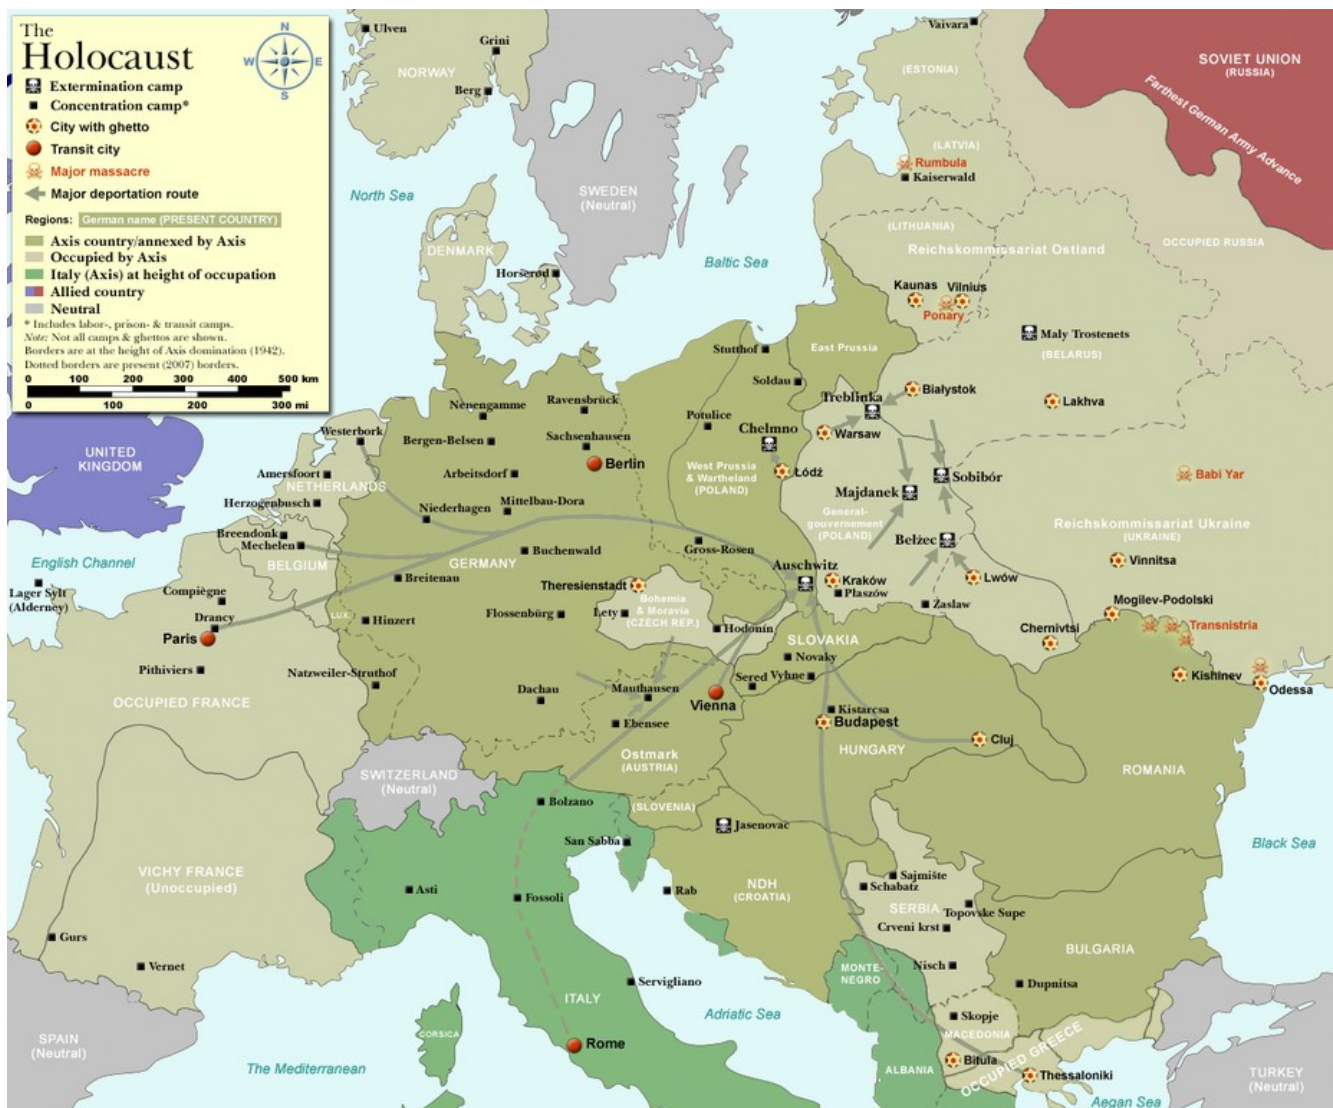 The
Holocaust
N
W
E
S
Extermination camp
Concentration camp*
City with ghetto
Transit city
Major massacre
Major deportation route
Regions: German name (PRESENT COUNTRY)
Axis country/annexed by Axis
Occupied by Axis
Italy (Axis) at height of occupation
Allied country
Neutral
* Includes labor-, prison- & transit camps.
Note: Not all camps & ghettos are shown.
Borders are at the height of Axis domination (1942).
Dotted borders are present (2007) borders.
0 100 200 300 400 500 km
0 100 200 300 mi
Ulven
Grini
NORWAY
Berg
Vaivara
(ESTONIA)
SOVIET UNION
(RUSSIA)
Farthest German Army Advance
(LATVIA)
Rumbula
Kaiserwald
North Sea
SWEDEN
(Neutral)
(LITHUANIA)
Reichskommissariat Ostland
OCCUPIED RUSSIA
DENMARK
Horserød
Baltic Sea
Kaunas
Vilnius
Ponary
Maly Trostenets
(BELARUS)
East Prussia
Stutthof
Soldau
Treblinka
Białystok
Lakhva
Neuengamme
Ravensbrück
Potulice
Chelmno
Warsaw
Westerbork
Bergen-Belsen
Sachsenhausen
UNITED
KINGDOM
Berlin
Amersfoort
NETHERLANDS
Arbeitsdorf
West Prussia
& Wartheland
(POLAND)
Łódź
Sobibór
Babi Yar
Majdanek
Herzogenbusch
Niederhagen
Mittelbau-Dora
General-
gouvernement
(POLAND)
Reichskommissariat Ukraine
(UKRAINE)
Breendonk
Mechelen
BELGIUM
GERMANY
Buchenwald
Gross-Rosen
Bełżec
English Channel
Vinnitsa
Auschwitz
Lager Sylt
(Alderney)
Compiègne
Breitenau
Theresienstadt
Kraków
Płaszów
Lwów
Bohemia
& Moravia
(CZECH REP.)
Żaslaw
Mogilev-Podolski
Drancy
LUX.
Hinzert
Flossenbürg
Lety
Hodonín
Chernivtsi
Transnistria
Paris
SLOVAKIA
Pithiviers
Natzweiler-Struthof
Novaky
Sered
Vyhne
Kishinev
Odessa
OCCUPIED FRANCE
Dachau
Mauthausen
Vienna
Ebensee
Kistarcsa
Budapest
Cluj
Ostmark
(AUSTRIA)
HUNGARY
SWITZERLAND
(Neutral)
ROMANIA
Bolzano
(SLOVENIA)
San Sabba
Jasenovac
Black Sea
VICHY FRANCE
(Unoccupied)
Asti
Fossoli
Rab
NDH
(CROATIA)
Sajmište
Schabatz
SERBIA
Topovske Supe
Crveni krst
Gurs
Vernet
BULGARIA
MONTE-
NEGRO
Nisch
Dupnitsa
Servigliano
ITALY
Adriatic Sea
Skopje
MACEDONIA
SPAIN
(Neutral)
CORSICA
Rome
The Mediterranean
Bitula
OCCUPIED GREECE
ALBANIA
Thessaloniki
Aegean Sea
TURKEY
(Neutral)